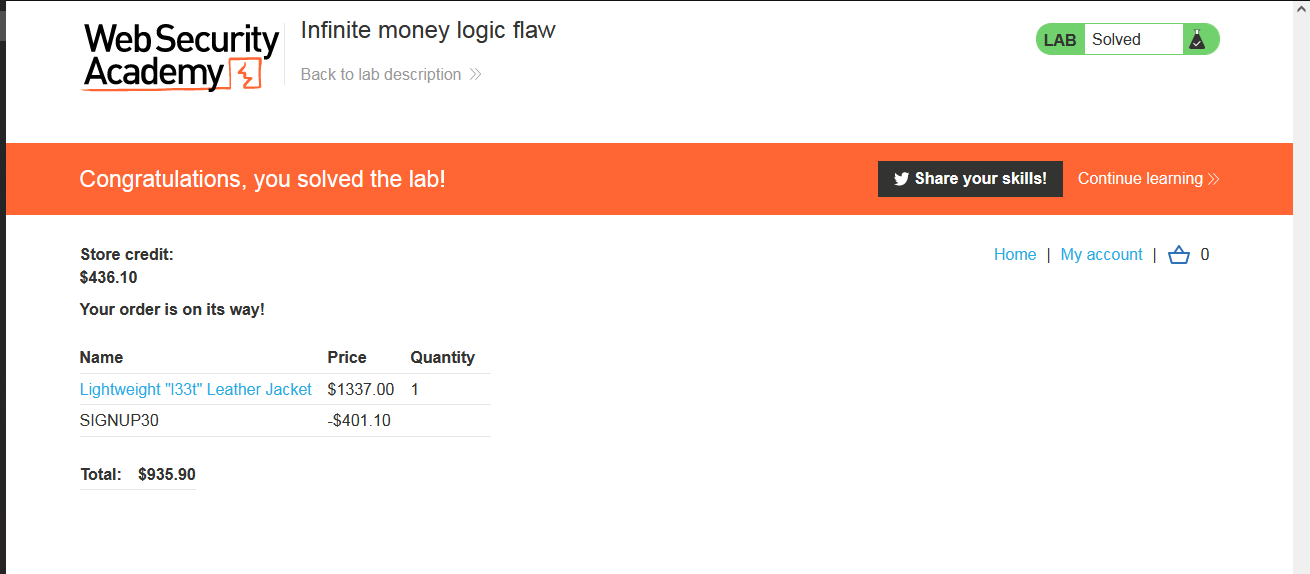 Web Security
Academy
Infinite money logic flaw
Back to lab description
LAB Solved
Congratulations, you solved the lab!
Share your skills! Continue learning
Store credit:
$436.10
Home | My account | 0
Your order is on its way!
Name Price Quantity
Lightweight "l33t" Leather Jacket $1337.00 1
SIGNUP30 -$401.10
Total: $935.90